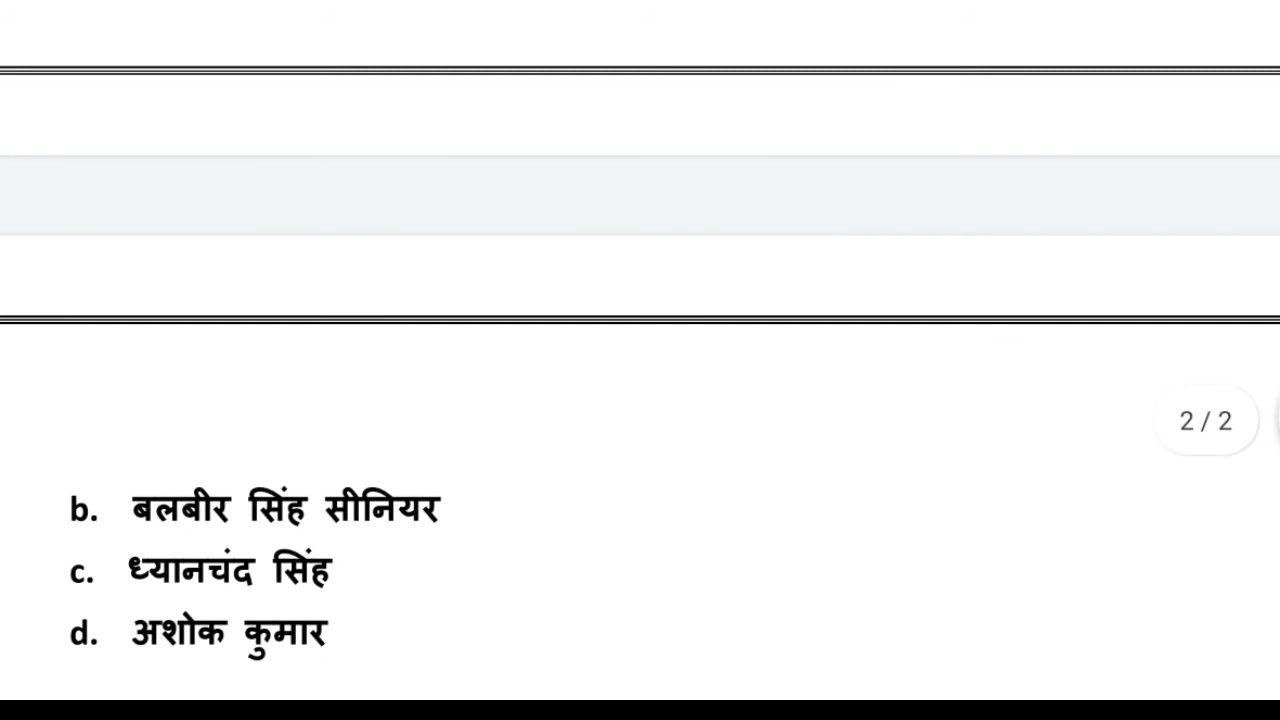 2 / 2
b. बलबीर सिंह सीनियर
c. ध्यानचंद सिंह
d. अशोक कुमार